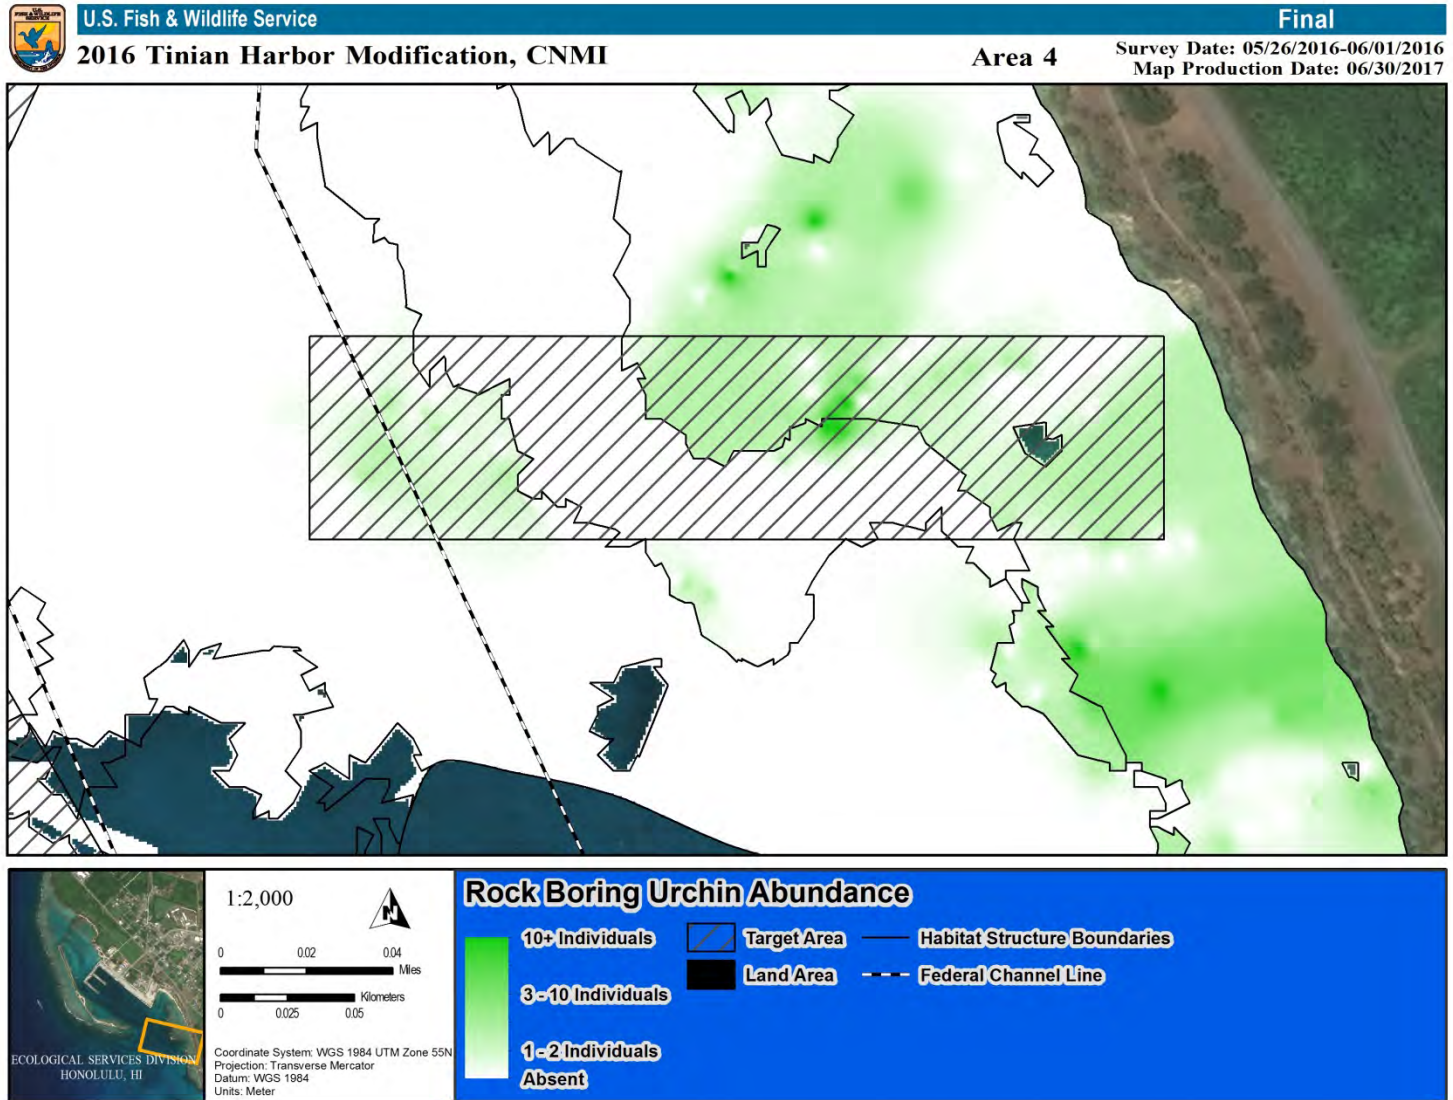 U.S.
FISH & WILDLIFE
SERVICE
U.S. Fish & Wildlife Service
Final
2016 Tinian Harbor Modification, CNMI
Area 4
Survey Date: 05/26/2016-06/01/2016
Map Production Date: 06/30/2017
ECOLOGICAL SERVICES DIVISION
HONOLULU, HI
1:2,000
N
0 0.02 0.04
Miles
Kilometers
0 0.025 0.05
Coordinate System: WGS 1984 UTM Zone 55N
Projection: Transverse Mercator
Datum: WGS 1984
Units: Meter
Rock Boring Urchin Abundance
10+ Individuals
3 - 10 Individuals
1 - 2 Individuals
Absent
Target Area
Land Area
Habitat Structure Boundaries
Federal Channel Line